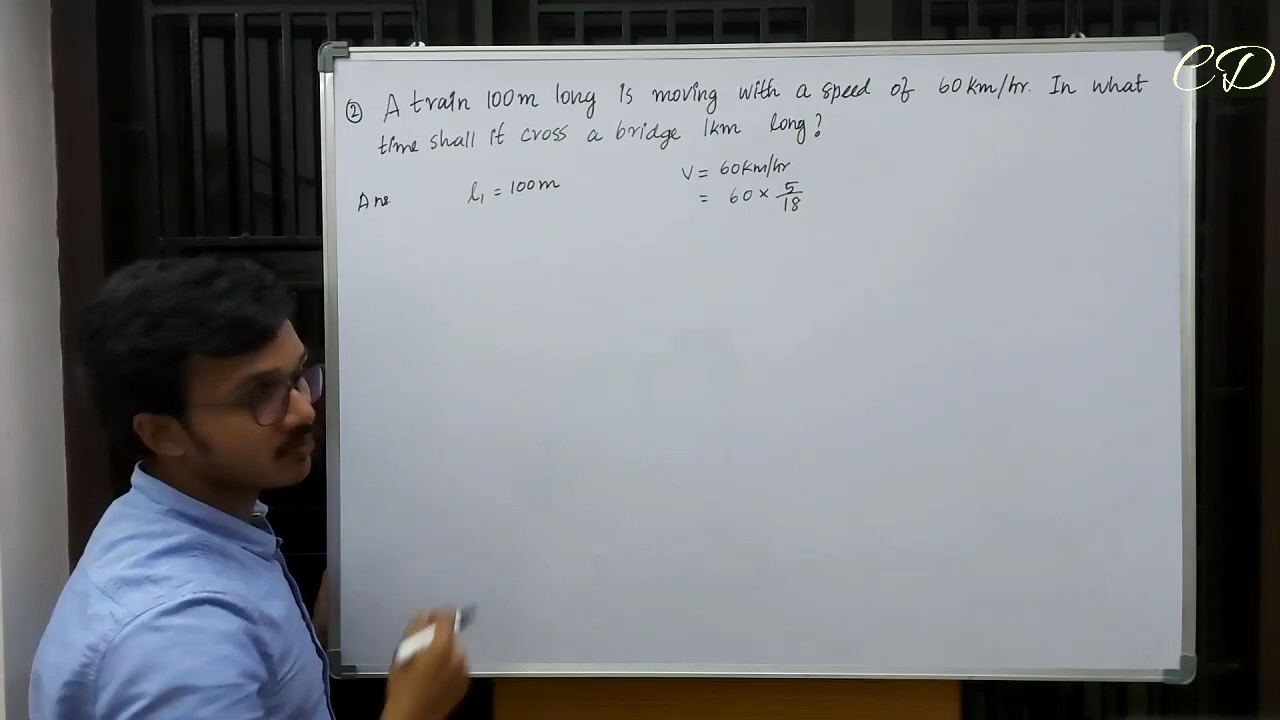 ② A train 100m long is moving with a speed of 60km/hr. In what
time shall it cross a bridge 1km long?
Ans
l₁ = 100m
V = 60km/hr
= 60 × 5/18
CD